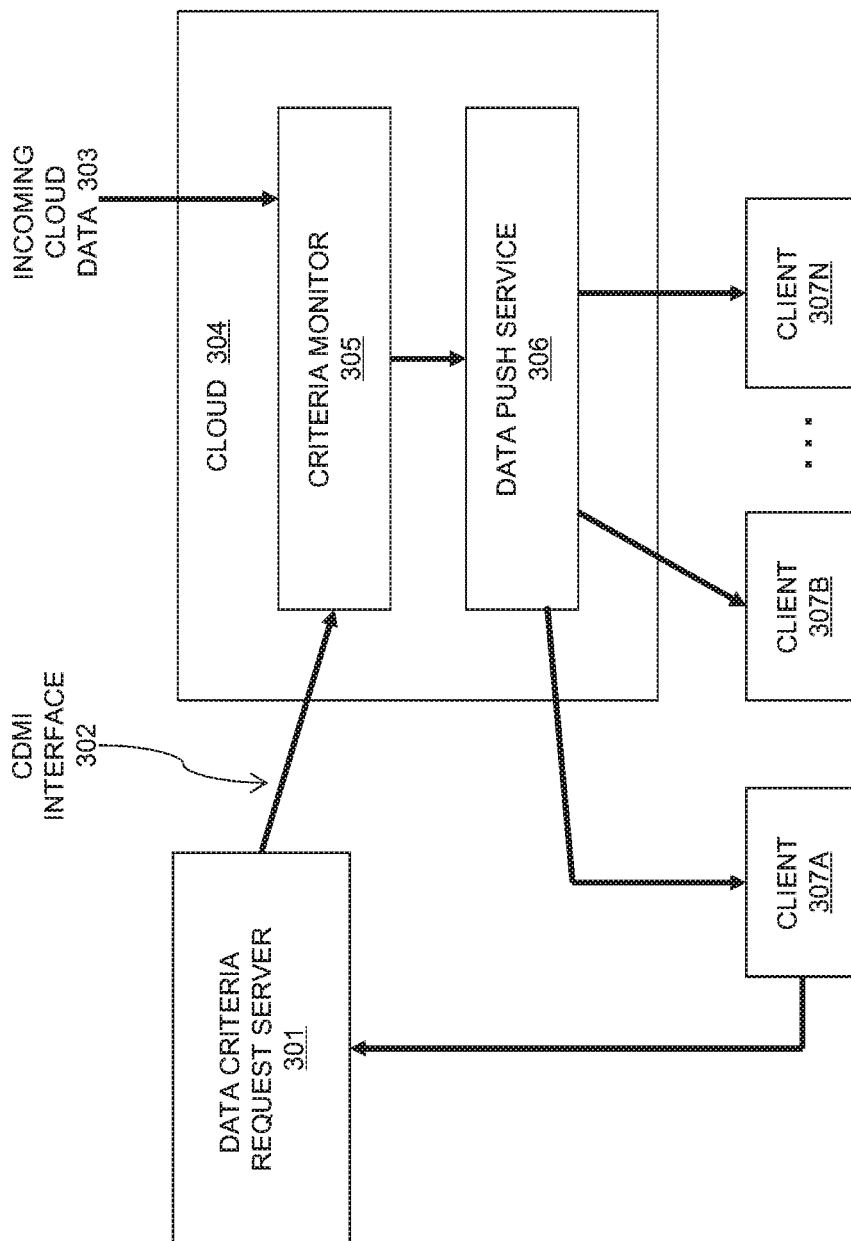 INCOMING
CLOUD
DATA 303
CDMI
INTERFACE
302
CLOUD 304
DATA CRITERIA
REQUEST SERVER
301
CRITERIA MONITOR
305
DATA PUSH SERVICE
306
CLIENT
307A
CLIENT
307B
...
CLIENT
307N